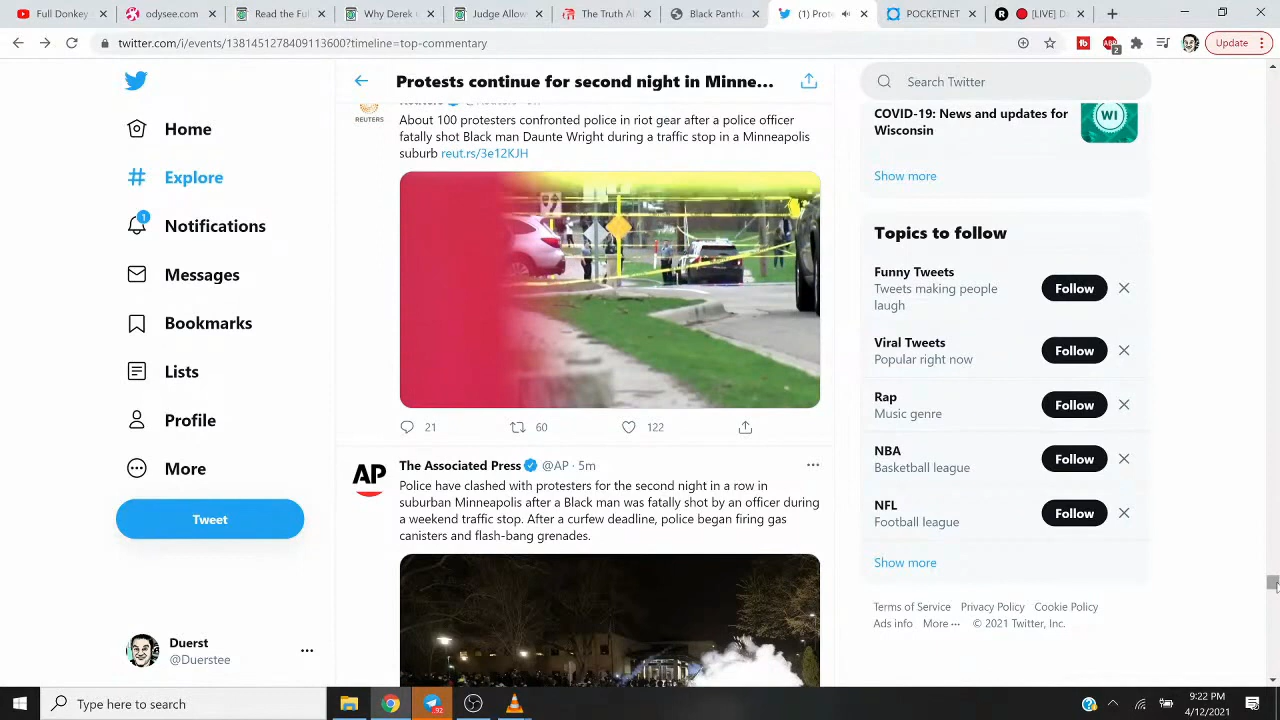 Full Donkey
odysee.com
Read the Ful
Why Derek
Judge Allow
The Truth Al
Black Panth
(1) Prote
POCKETNET
[LIVE] D
twitter.com/i/events/1381451278409113600?timeline=top-commentary
2
Update
Home
Explore
1
Notifications
Messages
Bookmarks
Lists
Profile
More
Tweet
Duerst
@Duerstee
Protests continue for second night in Minne...
REUTERS
About 100 protesters confronted police in riot gear after a police officer
fatally shot Black man Daunte Wright during a traffic stop in a Minneapolis
suburb reut.rs/3e12KJH
21
60
122
AP
The Associated Press @AP · 5m
Police have clashed with protesters for the second night in a row in
suburban Minneapolis after a Black man was fatally shot by an officer during
a weekend traffic stop. After a curfew deadline, police began firing gas
canisters and flash-bang grenades.
Search Twitter
COVID-19: News and updates for
Wisconsin
WI
Show more
Topics to follow
Funny Tweets
Tweets making people
laugh
Follow
Viral Tweets
Popular right now
Follow
Rap
Music genre
Follow
NBA
Basketball league
Follow
NFL
Football league
Follow
Show more
Terms of Service Privacy Policy Cookie Policy
Ads info More ··· © 2021 Twitter, Inc.
Type here to search
92
9:22 PM
4/12/2021